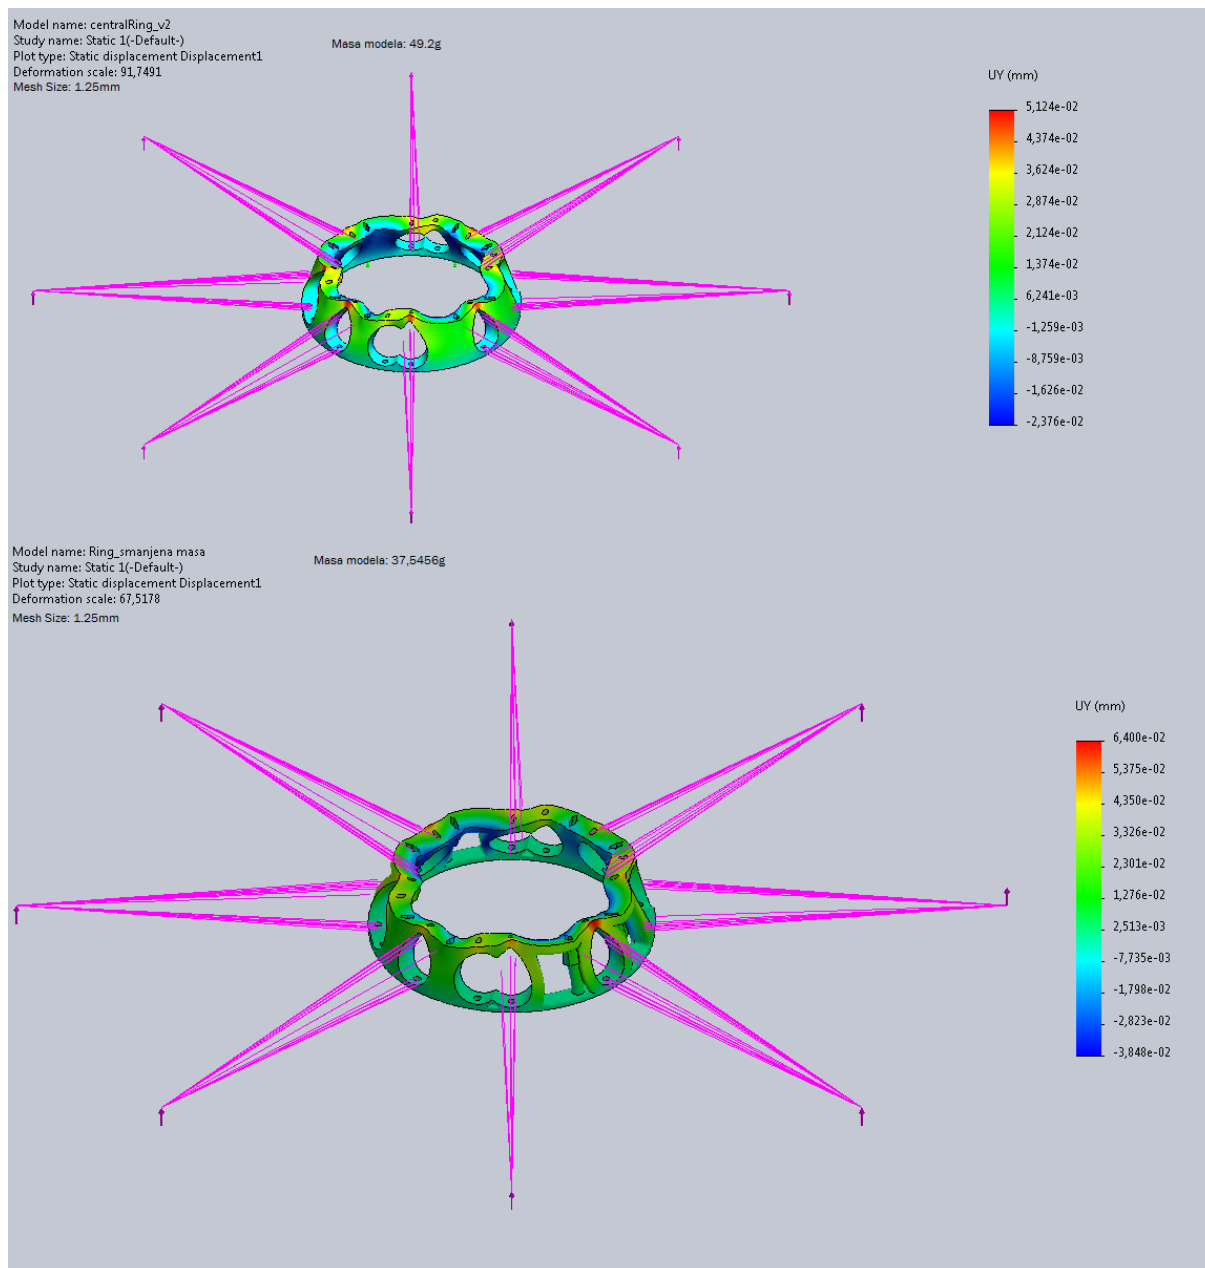 Model name: centralRing_v2
Study name: Static 1(-Default-)
Plot type: Static displacement Displacement1
Deformation scale: 91,7491
Mesh Size: 1.25mm
Masa modela: 49.2g
UY (mm)
5,124e-02
4,374e-02
3,624e-02
2,874e-02
2,124e-02
1,374e-02
6,241e-03
-1,259e-03
-8,759e-03
-1,626e-02
-2,376e-02
Model name: Ring_smanjena masa
Study name: Static 1(-Default-)
Plot type: Static displacement Displacement1
Deformation scale: 67,5178
Mesh Size: 1.25mm
Masa modela: 37,5456g
UY (mm)
6,400e-02
5,375e-02
4,350e-02
3,326e-02
2,301e-02
1,276e-02
2,513e-03
-7,735e-03
-1,798e-02
-2,823e-02
-3,848e-02